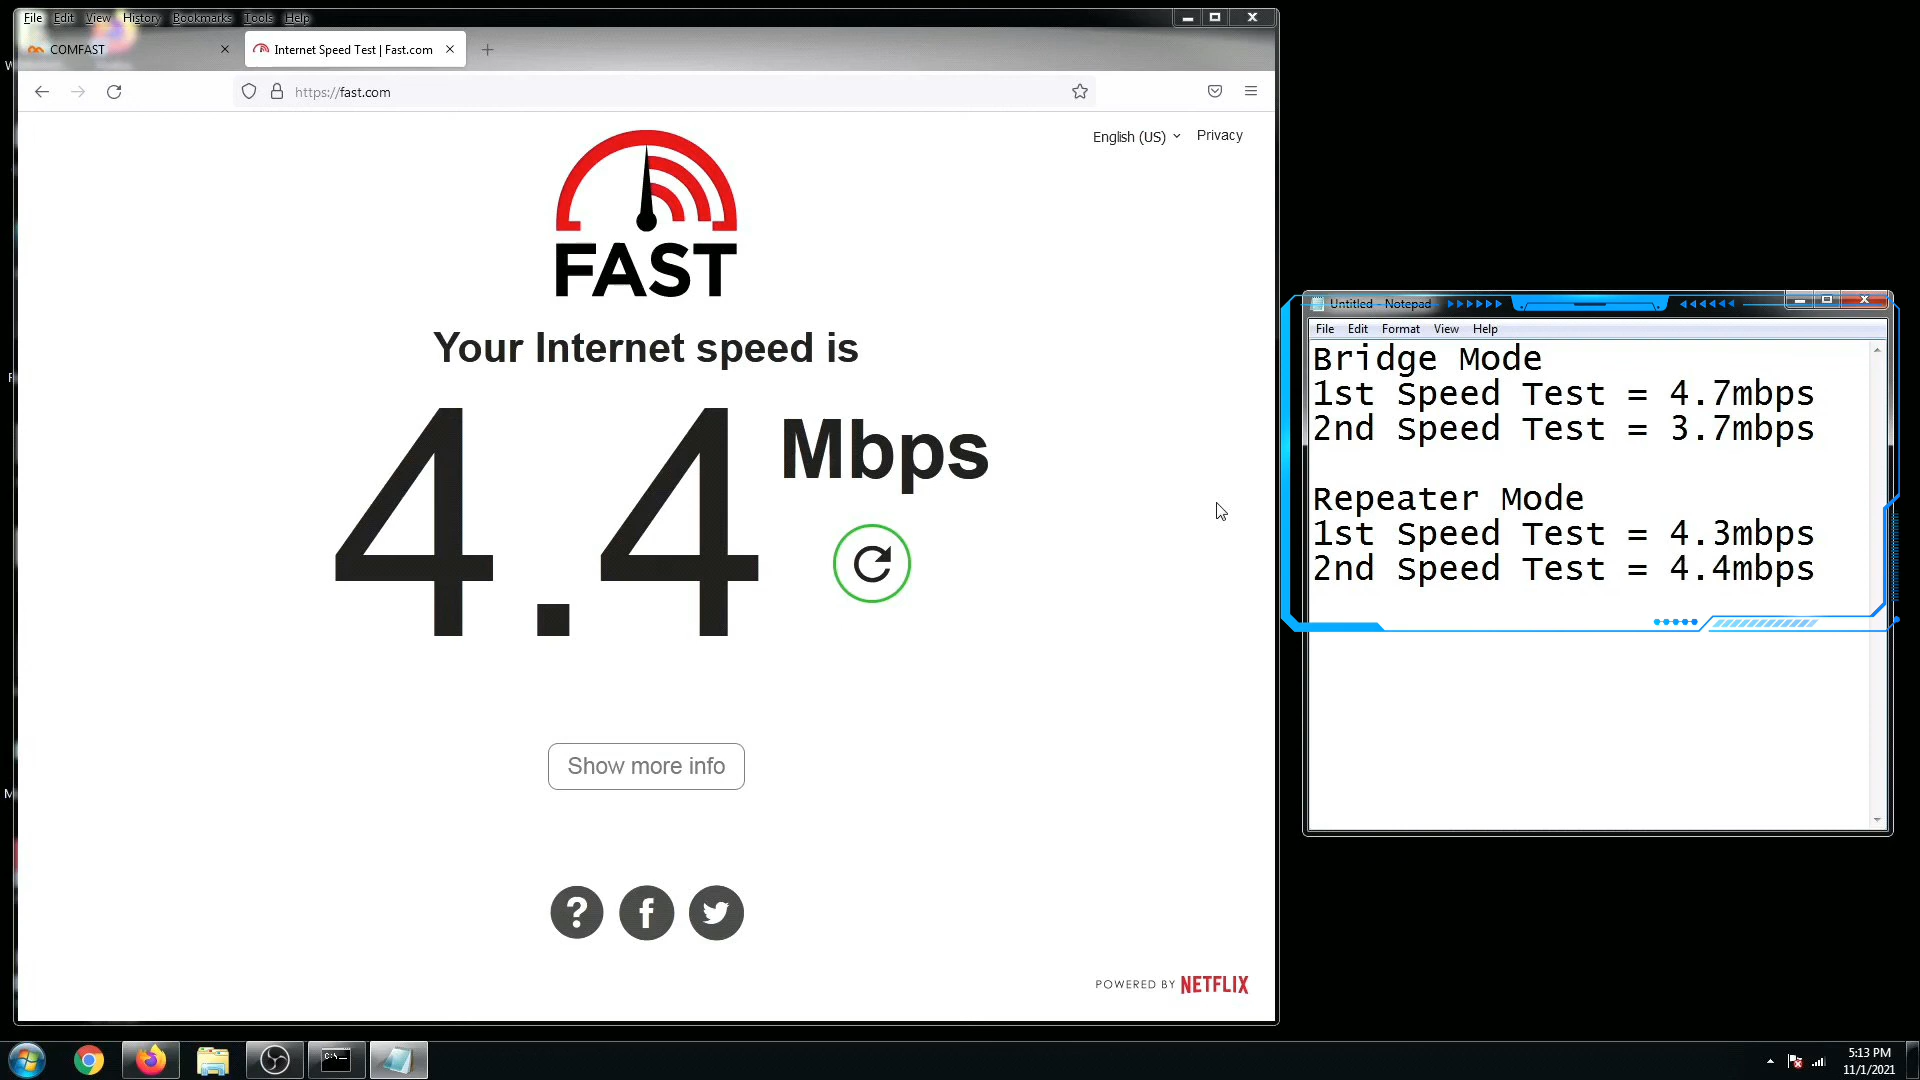 File Edit View History Bookmarks Tools Help
COMFAST
Internet Speed Test | Fast.com
https://fast.com
English (US)
Privacy
FAST
Your Internet speed is
4.4 Mbps
Show more info
?
f
POWERED BY NETFLIX
Untitled - Notepad
File Edit Format View Help
Bridge Mode
1st Speed Test = 4.7mbps
2nd Speed Test = 3.7mbps
Repeater Mode
1st Speed Test = 4.3mbps
2nd Speed Test = 4.4mbps
5:13 PM
11/1/2021